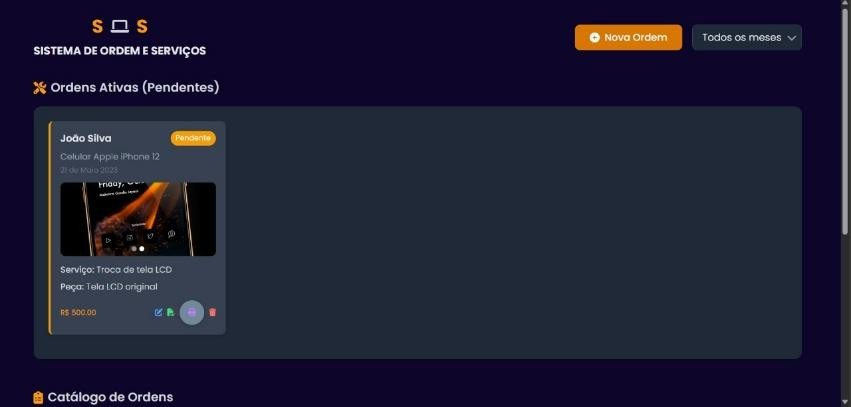 S S
SISTEMA DE ORDEM E SERVIÇOS
Nova Ordem
Todos os meses
Ordens Ativas (Pendentes)
João Silva
Pendente
Celular Apple iPhone 12
21 de Maio 2023
Friday,
Serviço: Troca de tela LCD
Peça: Tela LCD original
R$ 500.00
Catálogo de Ordens